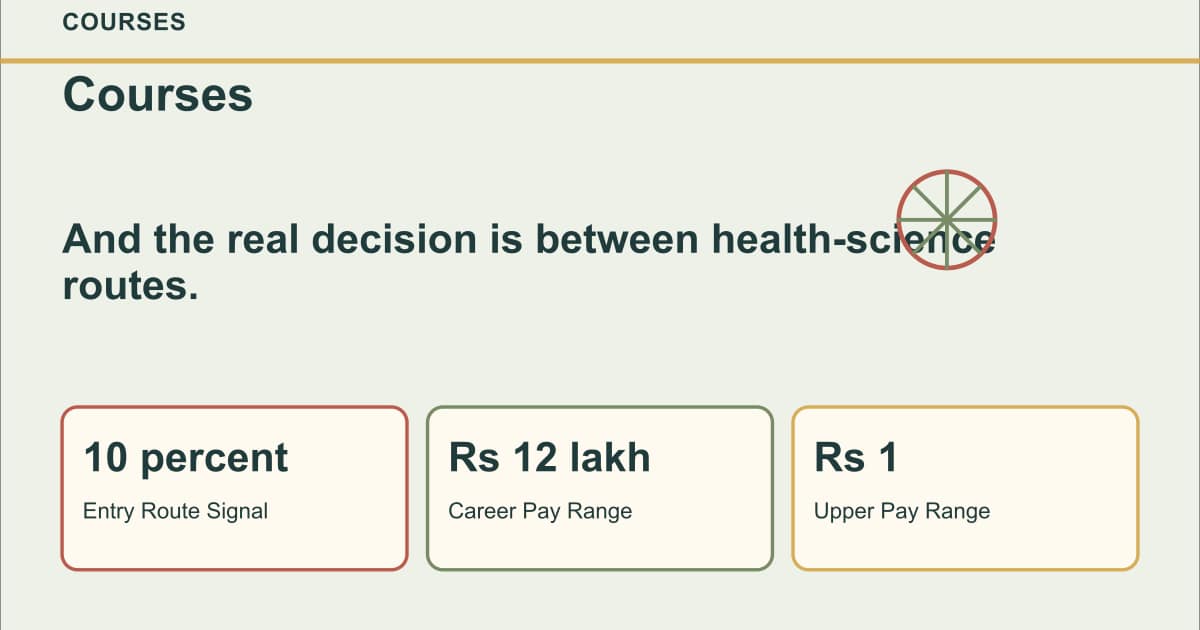 COURSES
Courses
And the real decision is between health-science
routes.
10 percent
Entry Route Signal
Rs 12 lakh
Career Pay Range
Rs 1
Upper Pay Range